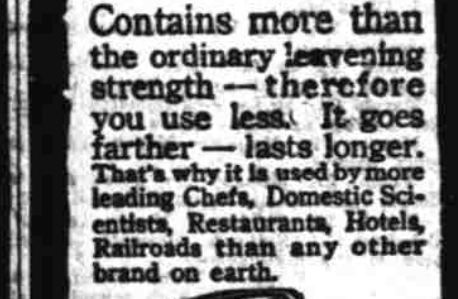 Contains more than
the ordinary leavening
strength — therefore
you use less. It goes
farther — lasts longer.
That's why it is used by more
leading Chefs, Domestic Sci-
entists, Restaurants, Hotels,
Railroads than any other
brand on earth.